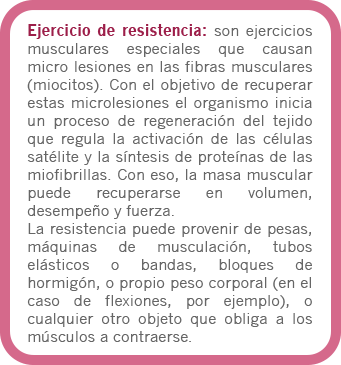 Ejercicio de resistencia: son ejercicios
musculares especiales que causan
micro lesiones en las fibras musculares
(miocitos). Con el objetivo de recuperar
estas microlesiones el organismo inicia
un proceso de regeneración del tejido
que regula la activación de las células
satélite y la síntesis de proteínas de las
miofibrillas. Con eso, la masa muscular
puede recuperarse en volumen,
desempeño y fuerza.
La resistencia puede provenir de pesas,
máquinas de musculación, tubos
elásticos o bandas, bloques de
hormigón, o propio peso corporal (en el
caso de flexiones, por ejemplo), o
cualquier otro objeto que obliga a los
músculos a contraerse.